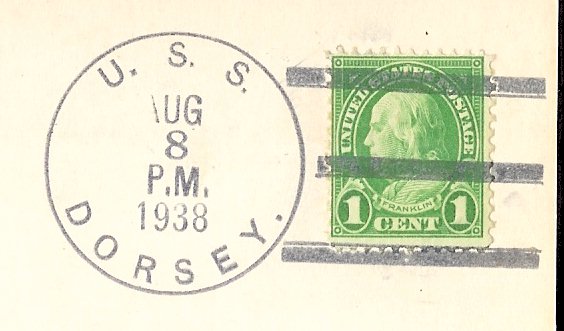 U. S. S.
AUG
8
P.M.
1938
DORSEY.
UNITED STATES POSTAGE
FRANKLIN
1 CENT 1